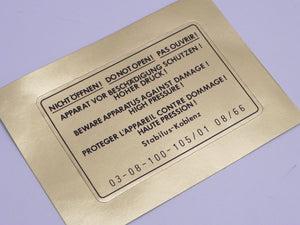 NICHT ÖFFNEN! DO NOT OPEN! PAS OUVRIR!
APPARAT VOR BESCHÄDIGUNG SCHÜTZEN!
HOHER DRUCK!
BEWARE APPARATUS AGAINST DAMAGE!
HIGH PRESSURE!
PROTEGER L'APPAREIL CONTRE DOMMAGE!
HAUTE PRESSION!
Stabilus-Koblenz
03-08-100-105/01 08/66